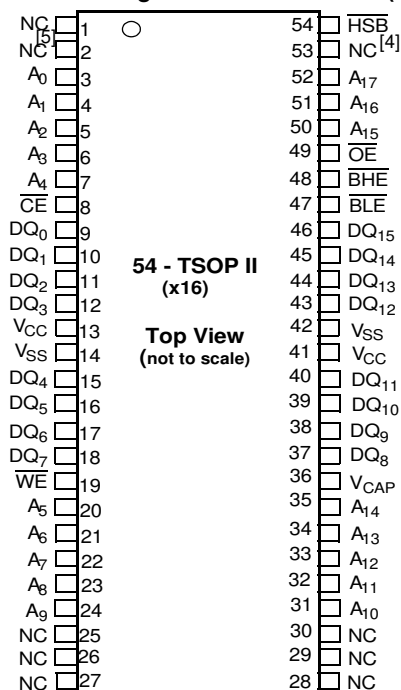 NC 1 54 HSB
[5]
NC 2 53 NC [4]
A0 3 52 A17
A1 4 51 A16
A2 5 50 A15
A3 6 49 OE
A4 7 48 BHE
CE 8 47 BLE
DQ0 9 46 DQ15
DQ1 10 45 DQ14
DQ2 11 44 DQ13
DQ3 12 43 DQ12
VCC 13 42 VSS
VSS 14 41 VCC
DQ4 15 40 DQ11
DQ5 16 39 DQ10
DQ6 17 38 DQ9
DQ7 18 37 DQ8
WE 19 36 VCAP
A5 20 35 A14
A6 21 34 A13
A7 22 33 A12
A8 23 32 A11
A9 24 31 A10
NC 25 30 NC
NC 26 29 NC
NC 27 28 NC
54 - TSOP II
(x16)
Top View
(not to scale)